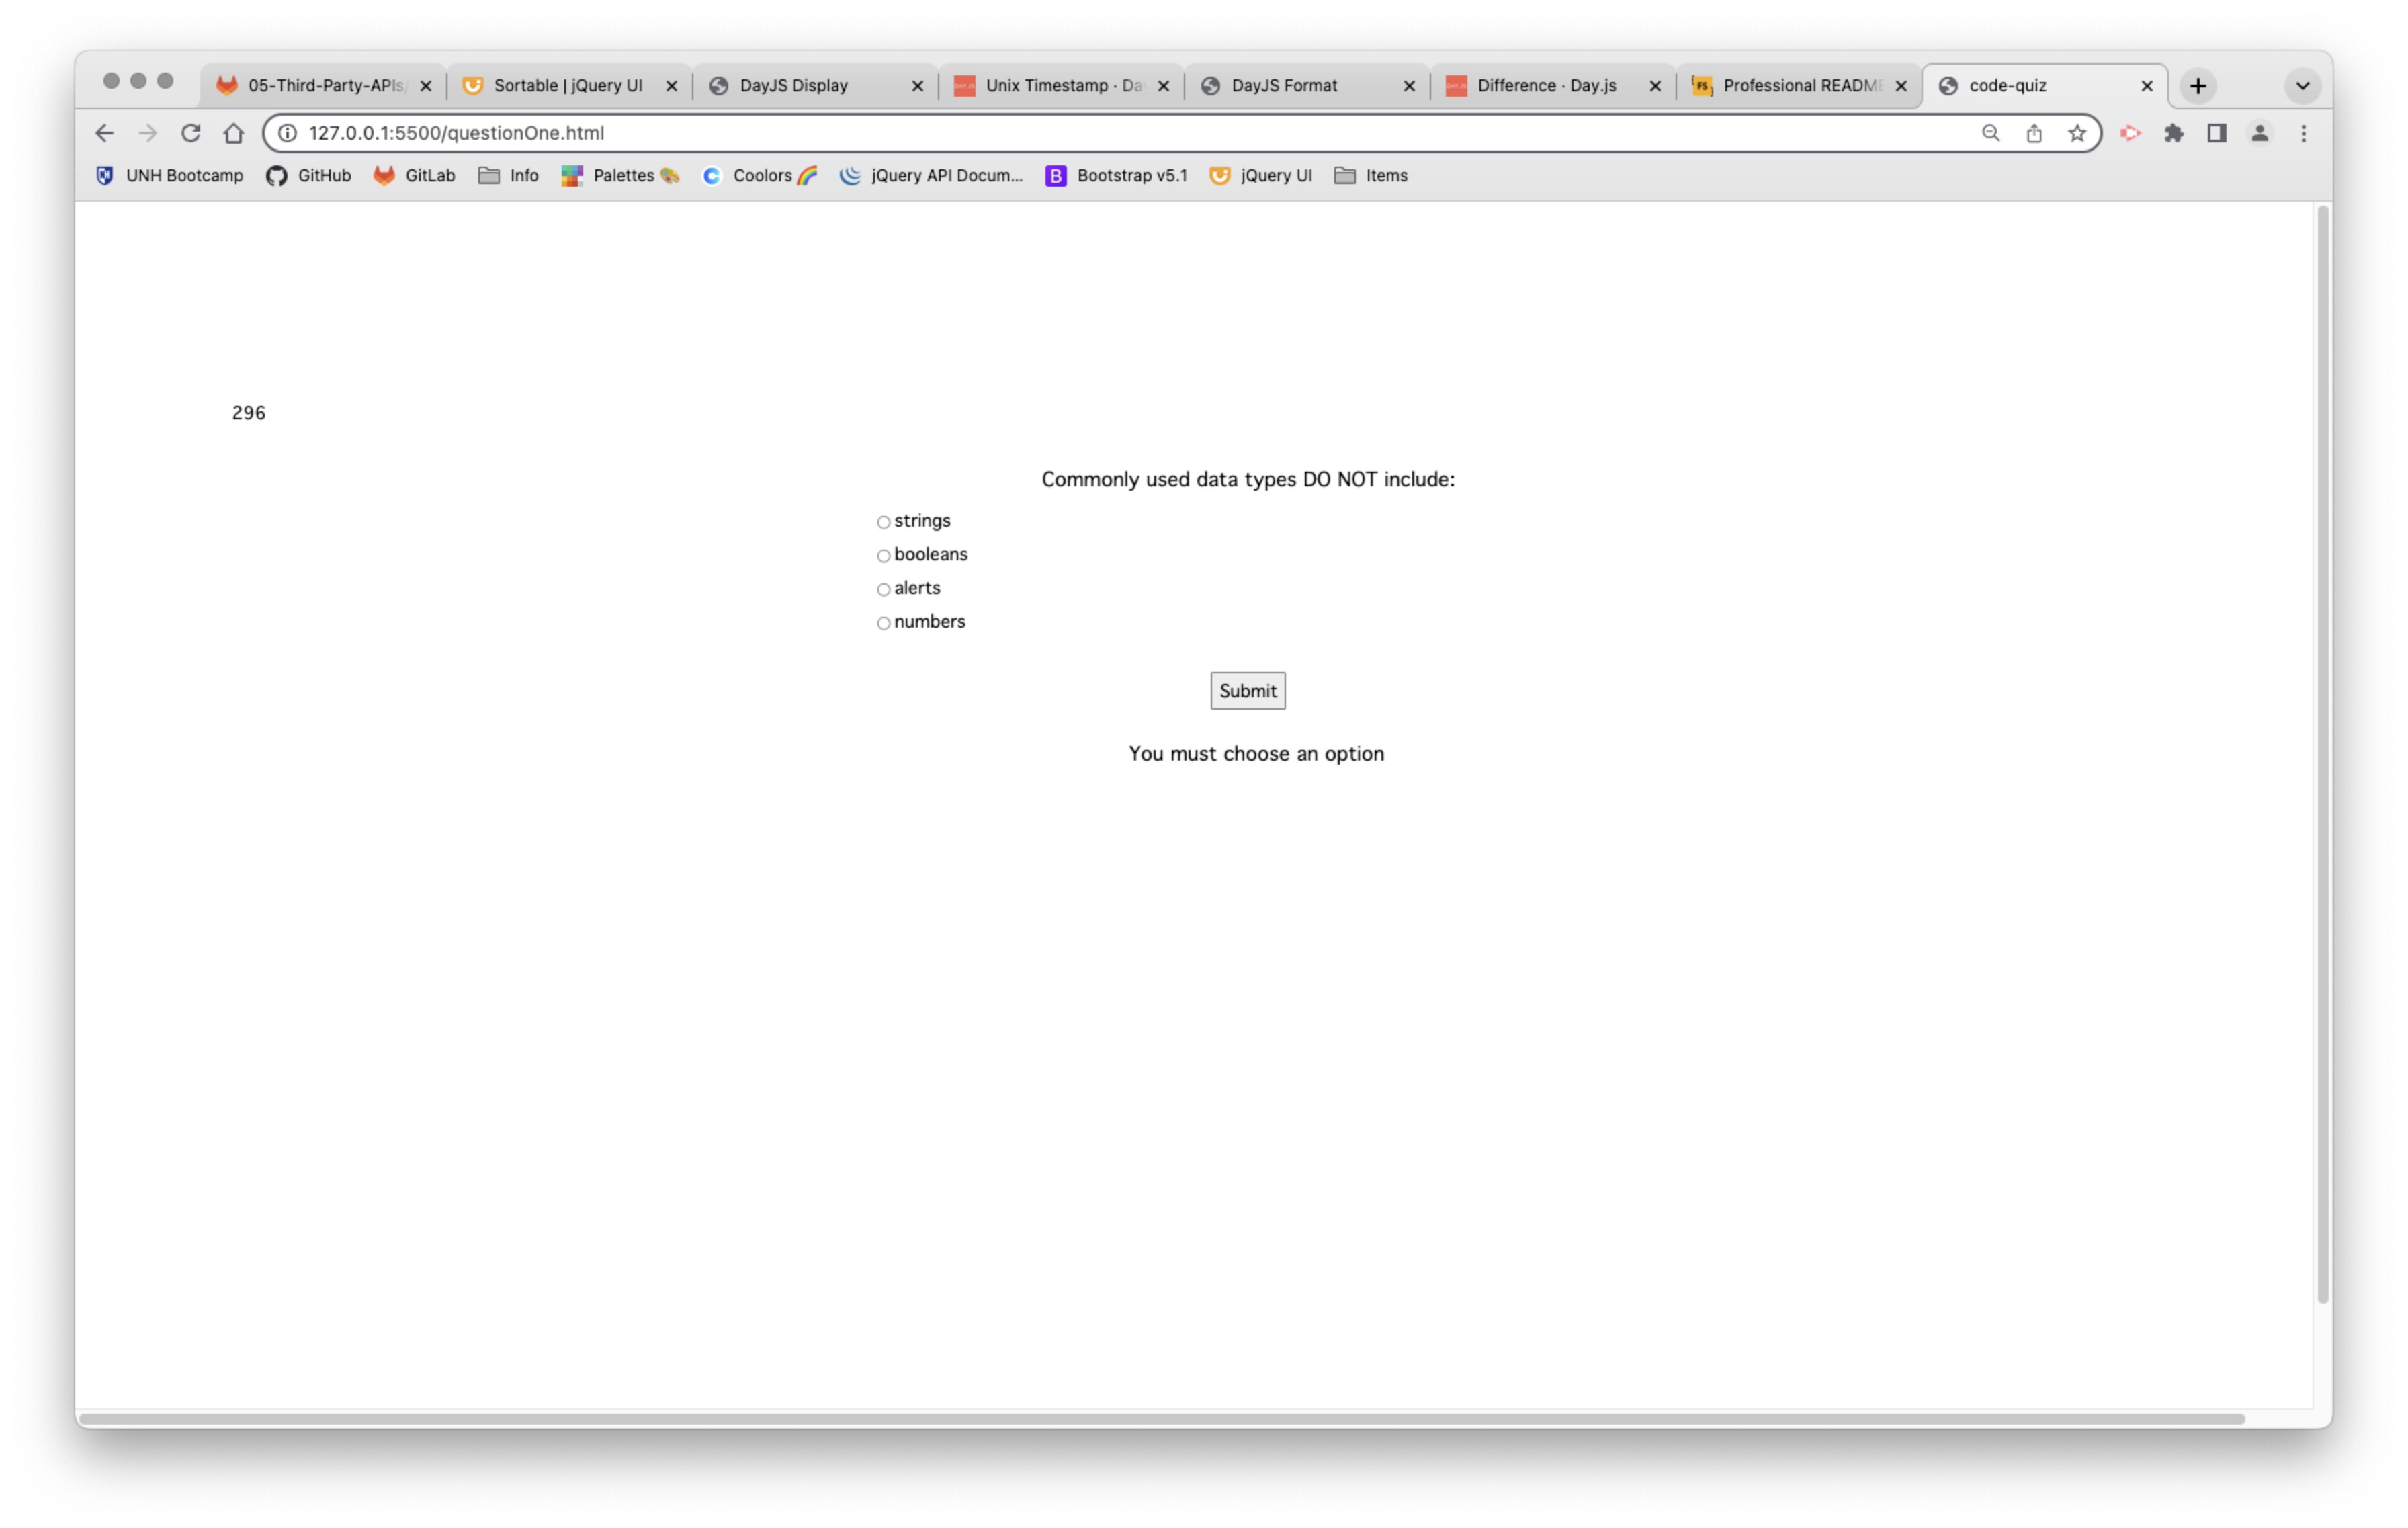 05-Third-Party-APIs/
Sortable | jQuery UI
DayJS Display
Unix Timestamp · Da
DayJS Format
Difference · Day.js
Professional README
code-quiz
127.0.0.1:5500/questionOne.html
UNH Bootcamp GitHub GitLab Info Palettes 🎨 Coolors 🌈 jQuery API Docum... B Bootstrap v5.1 jQuery UI Items
296
Commonly used data types DO NOT include:
strings
booleans
alerts
numbers
Submit
You must choose an option